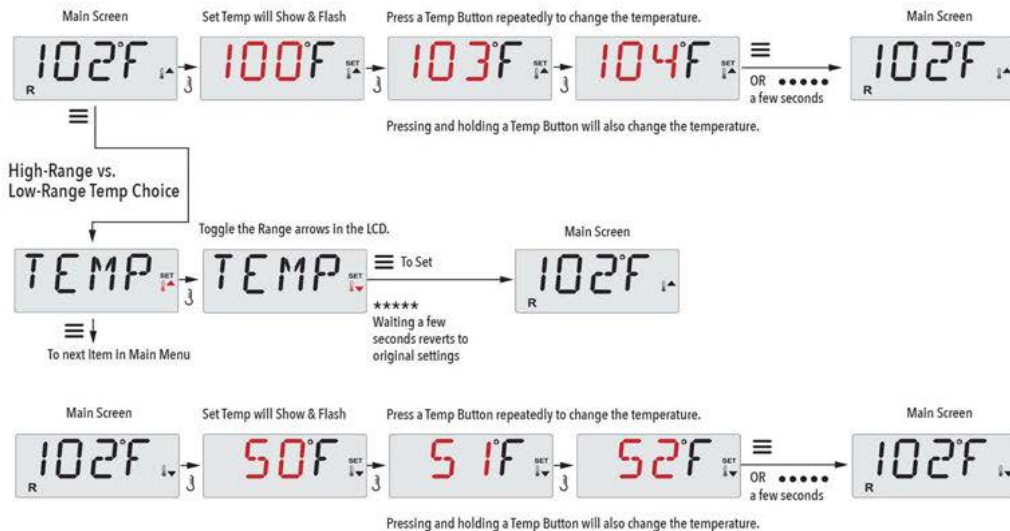 Main Screen
Set Temp will Show & Flash
Press a Temp Button repeatedly to change the temperature.
Main Screen
102°F
R
100°F
SET
103°F
SET
104°F
SET
OR
a few seconds
102°F
R
Pressing and holding a Temp Button will also change the temperature.
High-Range vs.
Low-Range Temp Choice
Toggle the Range arrows in the LCD.
Main Screen
TEMP
SET
TEMP
SET
To Set
*****
Waiting a few
seconds reverts to
original settings
102°F
R
To next Item in Main Menu
Main Screen
Set Temp will Show & Flash
Press a Temp Button repeatedly to change the temperature.
Main Screen
102°F
R
50°F
SET
51°F
SET
52°F
SET
OR
a few seconds
102°F
R
Pressing and holding a Temp Button will also change the temperature.